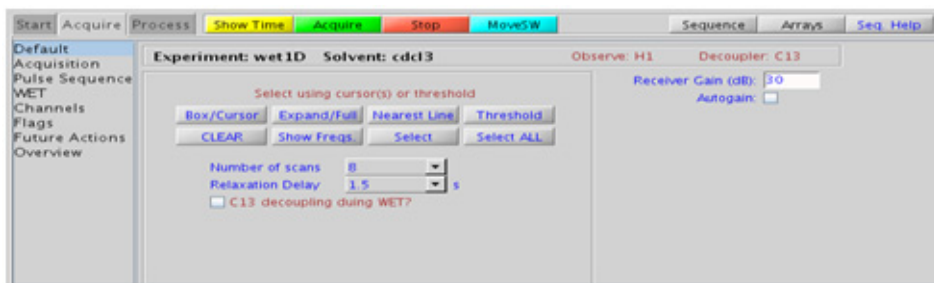 Start Acquire Process Show Time Acquire Stop MoveSW Sequence Arrays Seq. Help
Default
Acquisition
Pulse Sequence
WET
Channels
Flags
Future Actions
Overview
Experiment: wet1D Solvent: cdcl3 Observe: H1 Decoupler: C13
Select using cursor(s) or threshold
Box/Cursor Expand/Full Nearest Line Threshold
CLEAR Show Freqs. Select Select ALL
Number of scans 8
Relaxation Delay 1.5 s
C13 decoupling duing WET?
Receiver Gain (dB): 30
Autogain: